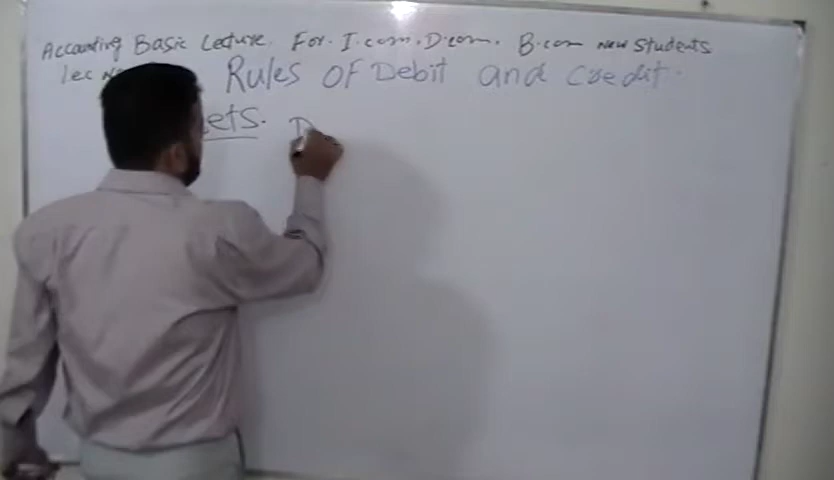 Accounting Basic Lecture. For. I.com, D.com, B.com new students
lec Rules OF Debit and Credit.
ets. D